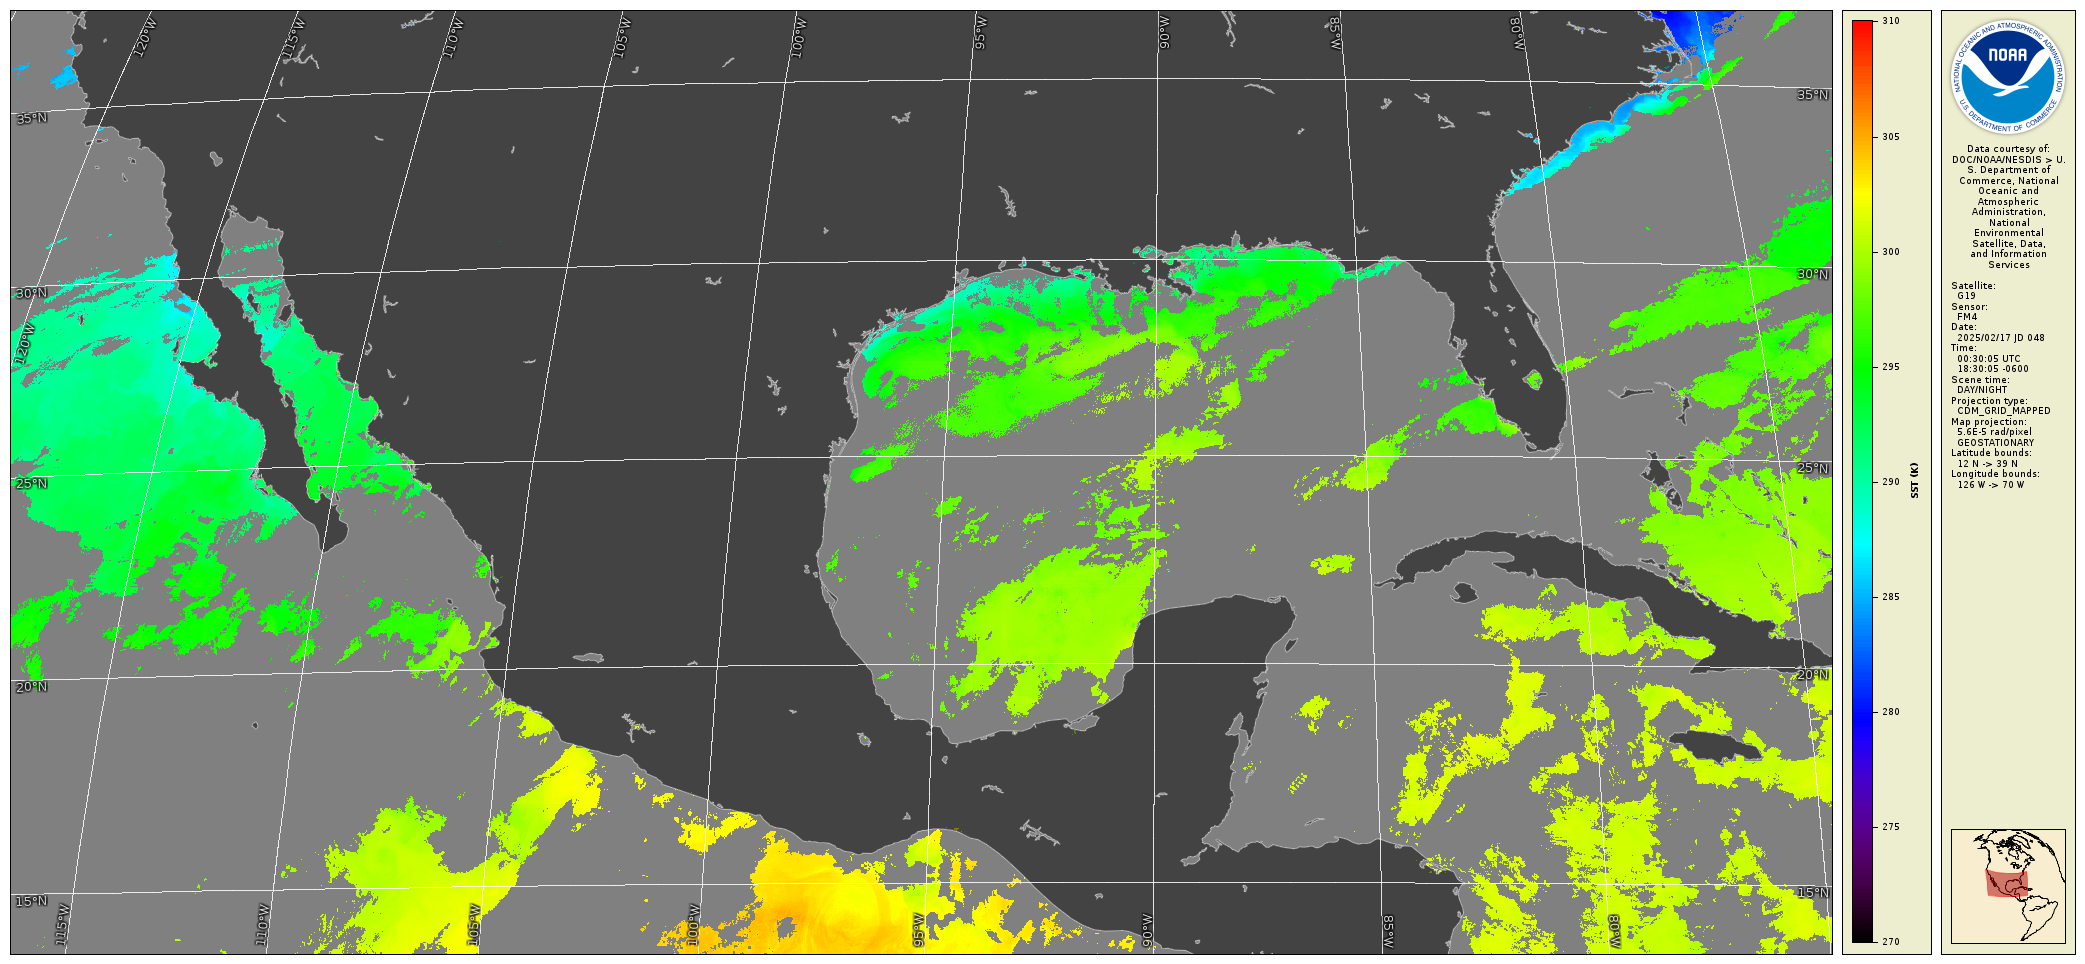 120°W
115°W
110°W
105°W
100°W
95°W
90°W
85°W
80°W
35°N
35°N
30°N
30°N
120°W
25°N
25°N
20°N
20°N
15°N
15°N
115°W
110°W
105°W
100°W
95°W
90°W
85°W
80°W
310
305
300
295
290
285
280
275
270
SST (K)
NATIONAL OCEANIC AND ATMOSPHERIC ADMINISTRATION
NOAA
U.S. DEPARTMENT OF COMMERCE
Data courtesy of:
DOC/NOAA/NESDIS > U.
S. Department of
Commerce, National
Oceanic and
Atmospheric
Administration,
National
Environmental
Satellite, Data,
and Information
Services
Satellite:
G19
Sensor:
FM4
Date:
2025/02/17 JD 048
Time:
00:30:05 UTC
18:30:05 -0600
Scene time:
DAY/NIGHT
Projection type:
CDM_GRID_MAPPED
Map projection:
5.6E-5 rad/pixel
GEOSTATIONARY
Latitude bounds:
12 N -> 39 N
Longitude bounds:
126 W -> 70 W